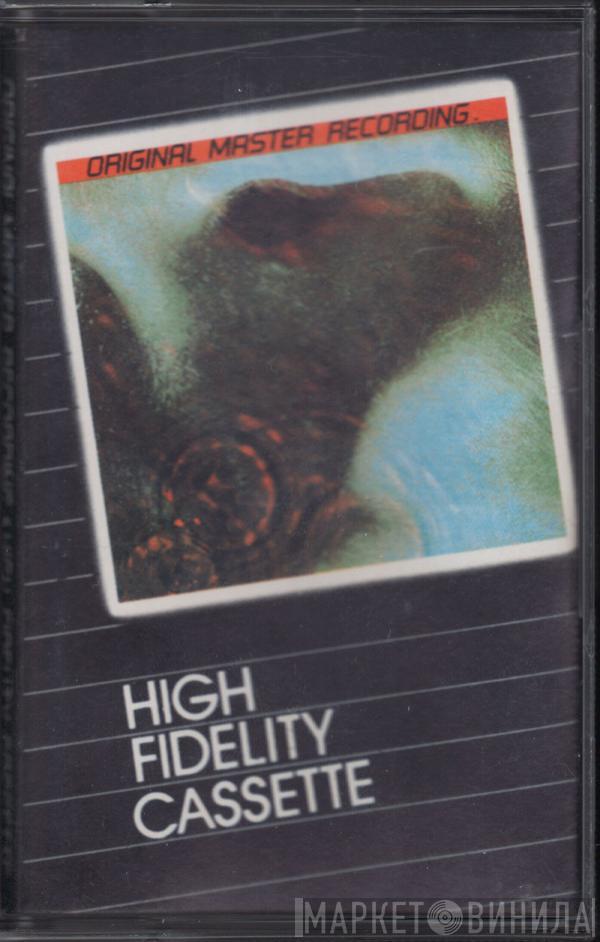 ORIGINAL MASTER RECORDING.
HIGH
FIDELITY
CASSETTE
МАРКЕТ ВИНИЛА